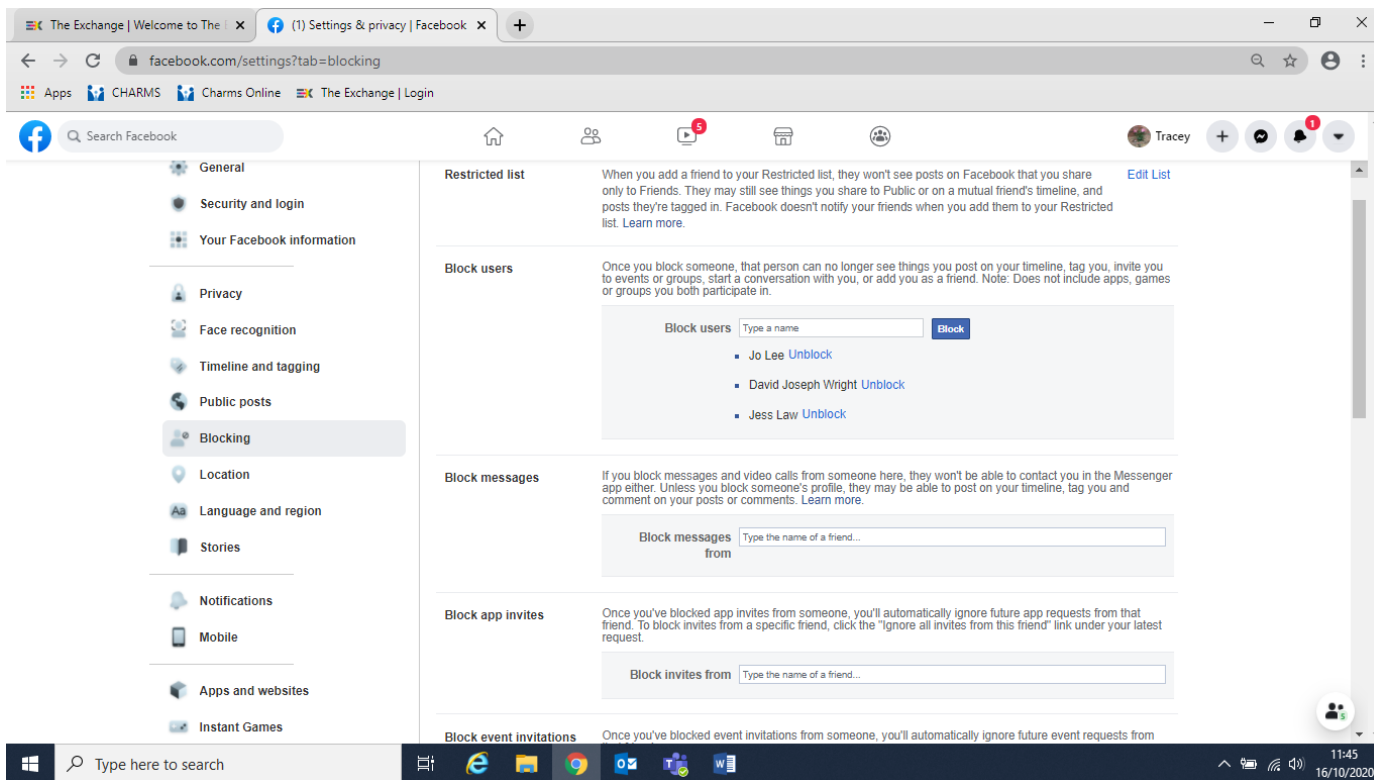 The Exchange | Welcome to The
(1) Settings & privacy | Facebook
facebook.com/settings?tab=blocking
Apps CHARMS Charms Online The Exchange | Login
Search Facebook
5
Tracey
1
General
Security and login
Your Facebook information
Privacy
Face recognition
Timeline and tagging
Public posts
Blocking
Location
Aa Language and region
Stories
Notifications
Mobile
Apps and websites
Instant Games
Restricted list
When you add a friend to your Restricted list, they won't see posts on Facebook that you share
only to Friends. They may still see things you share to Public or on a mutual friend's timeline, and
posts they're tagged in. Facebook doesn't notify your friends when you add them to your Restricted
list. Learn more.
Edit List
Block users
Once you block someone, that person can no longer see things you post on your timeline, tag you, invite you
to events or groups, start a conversation with you, or add you as a friend. Note: Does not include apps, games
or groups you both participate in.
Block users Type a name Block
Jo Lee Unblock
David Joseph Wright Unblock
Jess Law Unblock
Block messages
If you block messages and video calls from someone here, they won't be able to contact you in the Messenger
app either. Unless you block someone's profile, they may be able to post on your timeline, tag you and
comment on your posts or comments. Learn more.
Block messages from
Type the name of a friend...
Block app invites
Once you've blocked app invites from someone, you'll automatically ignore future app requests from that
friend. To block invites from a specific friend, click the "Ignore all invites from this friend" link under your latest
request.
Block invites from Type the name of a friend...
Block event invitations
Once you've blocked event invitations from someone, you'll automatically ignore future event requests from
Type here to search
11:45
16/10/2020